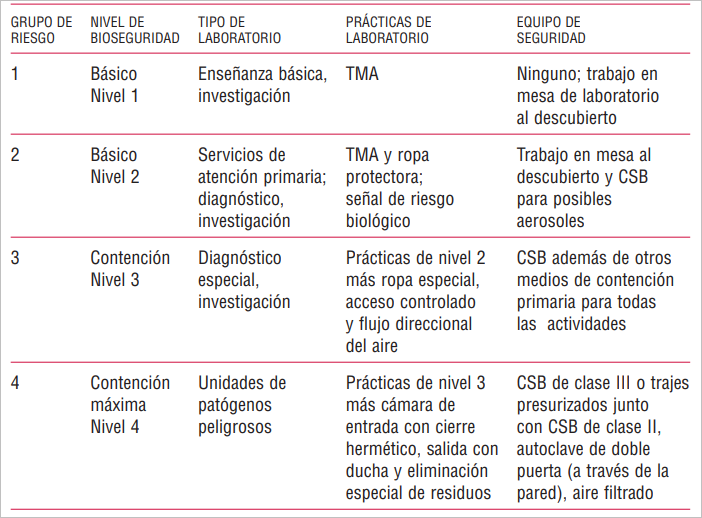 GRUPO DE RIESGO
NIVEL DE BIOSEGURIDAD
TIPO DE LABORATORIO
PRÁCTICAS DE LABORATORIO
EQUIPO DE SEGURIDAD
1
Básico
Nivel 1
Enseñanza básica,
investigación
TMA
Ninguno; trabajo en
mesa de laboratorio
al descubierto
2
Básico
Nivel 2
Servicios de
atención primaria;
diagnóstico,
investigación
TMA y ropa
protectora;
señal de riesgo
biológico
Trabajo en mesa al
descubierto y CSB
para posibles
aerosoles
3
Contención
Nivel 3
Diagnóstico
especial,
investigación
Prácticas de nivel 2
más ropa especial,
acceso controlado
y flujo direccional
del aire
CSB además de otros
medios de contención
primaria para todas
las actividades
4
Contención
máxima
Nivel 4
Unidades de
patógenos
peligrosos
Prácticas de nivel 3
más cámara de
entrada con cierre
hermético, salida con
ducha y eliminación
especial de residuos
CSB de clase III o trajes
presurizados junto
con CSB de clase II,
autoclave de doble
puerta (a través de la
pared), aire filtrado